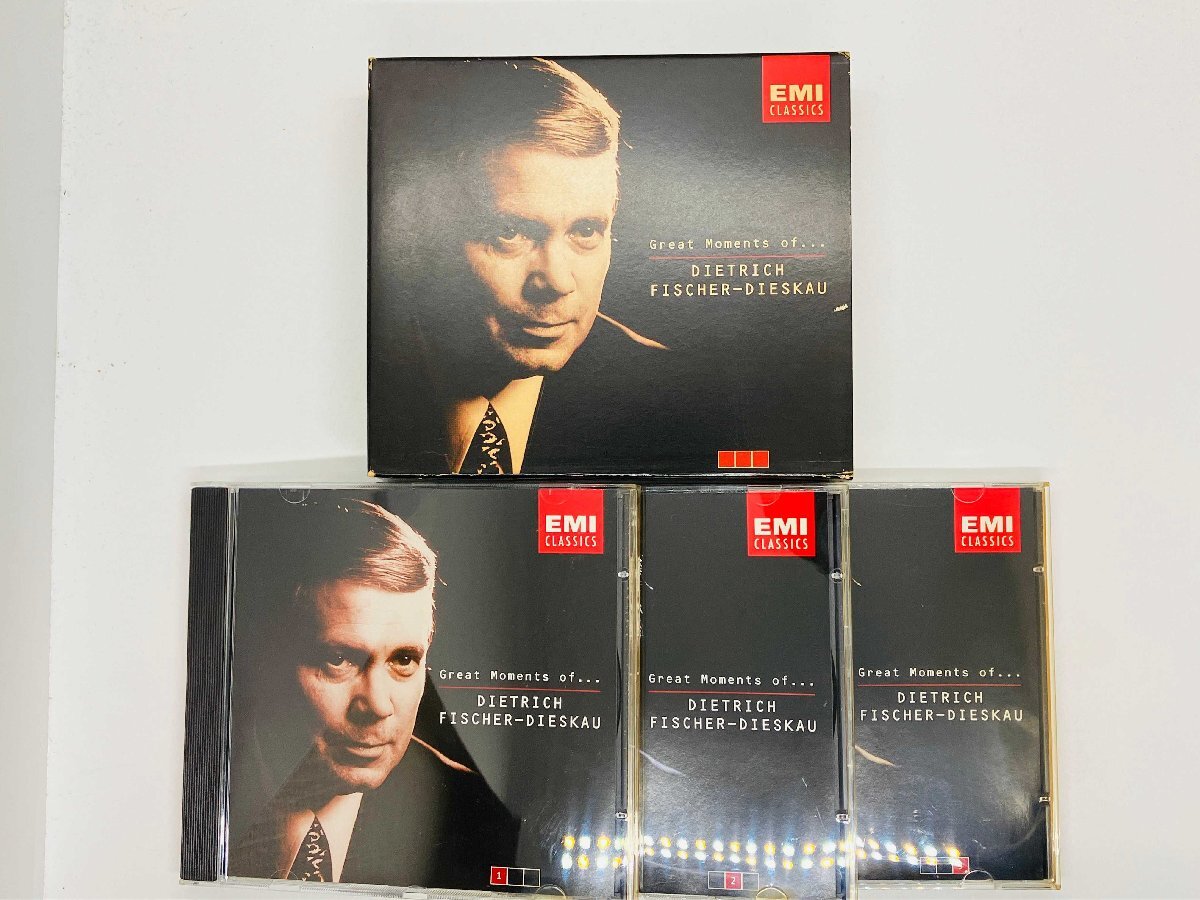 EMI
CLASSICS
Great Moments of...
DIETRICH
FISCHER-DIESKAU
EMI
CLASSICS
Great Moments of...
DIETRICH
FISCHER-DIESKAU
1
EMI
CLASSICS
Great Moments of...
DIETRICH
FISCHER-DIESKAU
2
EMI
CLASSICS
Great Moments of...
DIETRICH
FISCHER-DIESKAU